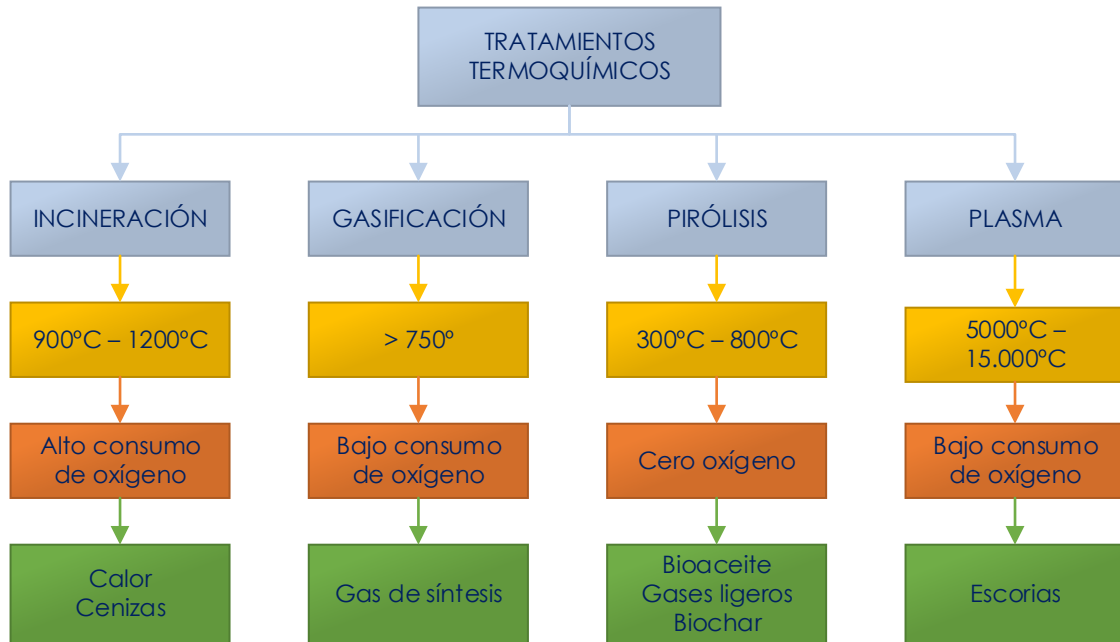 TRATAMIENTOS
TERMOQUÍMICOS
INCINERACIÓN
GASIFICACIÓN
PIRÓLISIS
PLASMA
900ºC – 1200ºC
> 750º
300ºC – 800ºC
5000ºC –
15.000ºC
Alto consumo
de oxígeno
Bajo consumo
de oxígeno
Cero oxígeno
Bajo consumo
de oxígeno
Calor
Cenizas
Gas de síntesis
Bioaceite
Gases ligeros
Biochar
Escorias